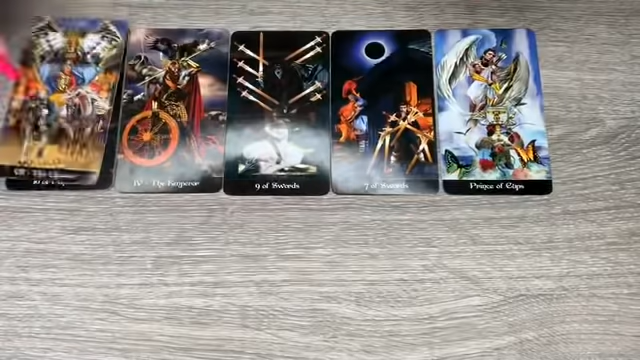 IV - The Emperor
9 of Swords
7 of Swords
Prince of Cups